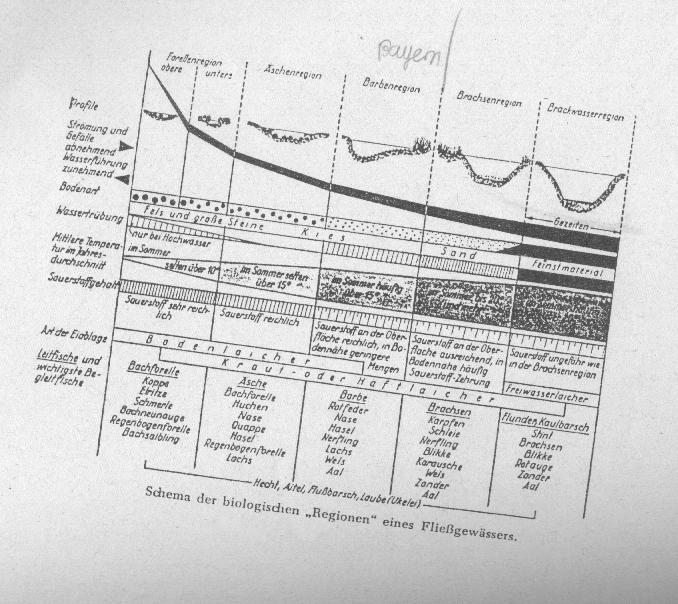 payern
Forellenregion
obere
untere
Äschenregion
Barbenregion
Brachsenregion
Brackwasserregion
Profile
Strömung und
Gefälle
abnehmend
Wasserführung
zunehmend
Bodenart
Fels und große Steine
Kies
Sand
Feinstmaterial
Gezeiten
Wassertrübung
nur bei Hochwasser
im Sommer
Mittlere Tempera-
tur im Jahres-
durchschnitt
selten über 10°
im Sommer selten
über 15°
im Sommer häufig
über 15°
Sauerstoffgehalt
Sauerstoff sehr reich-
lich
Sauerstoff reichlich
Sauerstoff an der Ober-
fläche reichlich, in Bo-
dennähe geringere
Mengen
Sauerstoff an der Ober-
fläche ausreichend, in
Bodennähe häufig
Sauerstoff-Zehrung
Sauerstoff ungefähr wie
in der Brachsenregion
Art der Eiablage
Bodenlaicher
Kraut- oder Haftlaicher
Freiwasserlaicher
Leitfische und
wichtigste Be-
gleitfische
Bachforelle
Koppe
Elritze
Schmerle
Bachneunauge
Regenbogenforelle
Bachsaibling
Äsche
Bachforelle
Huchen
Nase
Quappe
Hasel
Regenbogenforelle
Lachs
Barbe
Rotfeder
Nase
Hasel
Nerfling
Lachs
Wels
Aal
Brachsen
Karpfen
Schleie
Nerfling
Blikke
Karausche
Wels
Zander
Aal
Flunder, Kaulbarsch
Stint
Brachsen
Blikke
Rotauge
Zander
Aal
Hecht, Aitel, Flußbarsch, Laube (Ukelei)
Schema der biologischen „Regionen“ eines Fließgewässers.